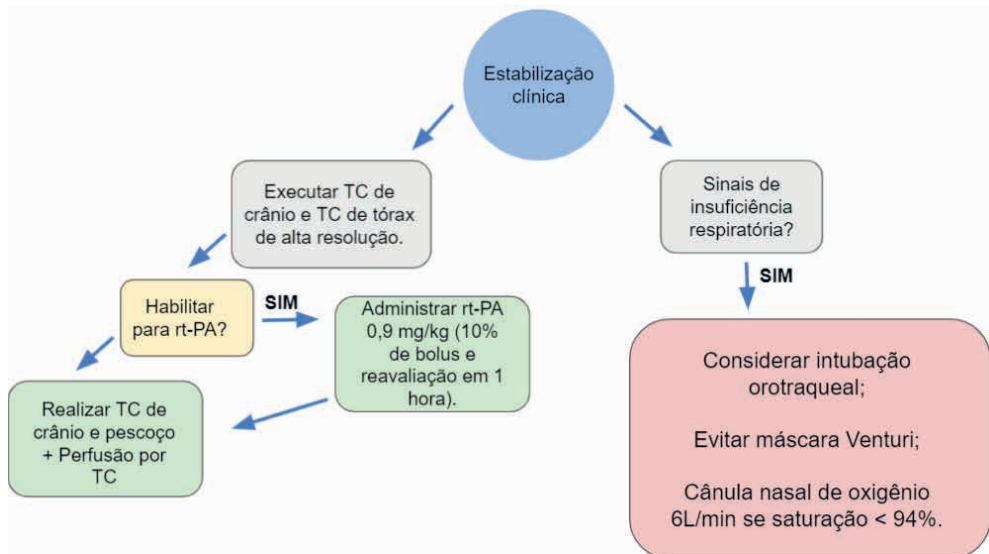 Estabilização
clínica
Executar TC de
crânio e TC de tórax
de alta resolução.
Sinais de
insuficiência
respiratória?
SIM
Habilitar
para rt-PA?
SIM
Administrar rt-PA
0,9 mg/kg (10%
de bolus e
reavaliação em 1
hora).
Realizar TC de
crânio e pescoço
+ Perfusão por
TC
Considerar intubação
orotraqueal;
Evitar máscara Venturi;
Cânula nasal de oxigênio
6L/min se saturação < 94%.